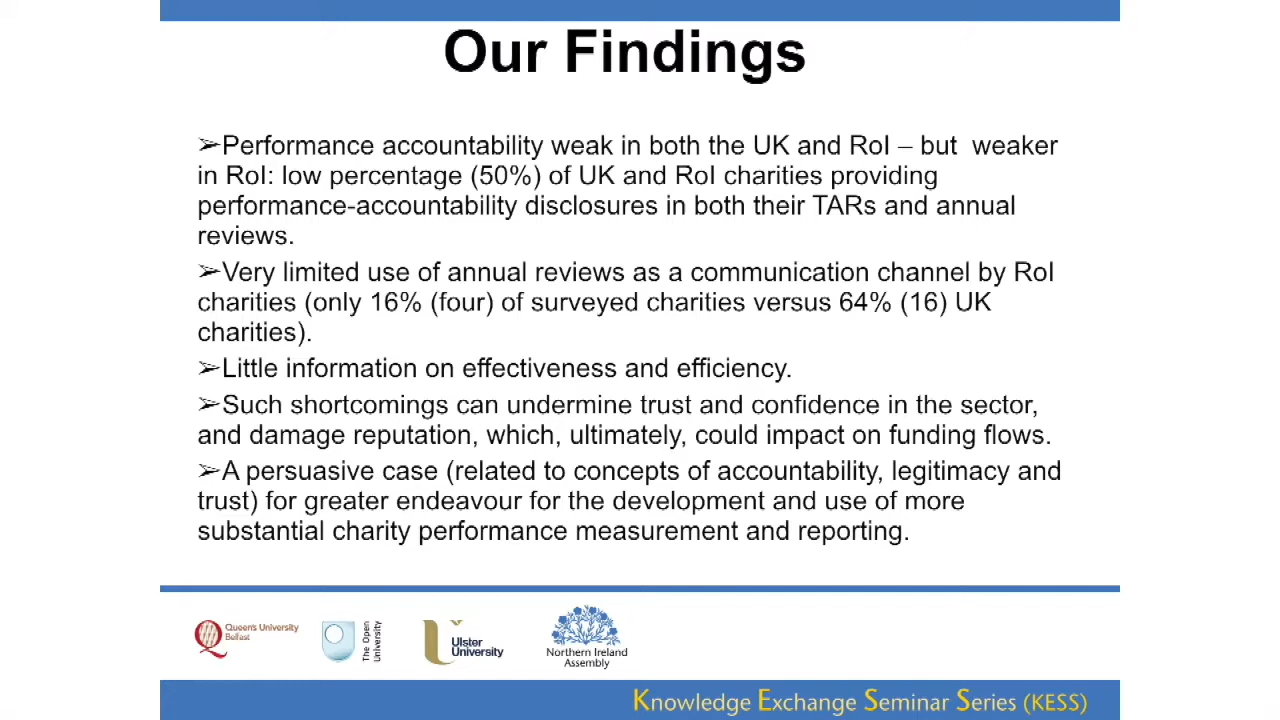 Our Findings
➢Performance accountability weak in both the UK and RoI – but  weaker
in RoI: low percentage (50%) of UK and RoI charities providing
performance-accountability disclosures in both their TARs and annual
reviews.
➢Very limited use of annual reviews as a communication channel by RoI
charities (only 16% (four) of surveyed charities versus 64% (16) UK
charities).
➢Little information on effectiveness and efficiency.
➢Such shortcomings can undermine trust and confidence in the sector,
and damage reputation, which, ultimately, could impact on funding flows.
➢A persuasive case (related to concepts of accountability, legitimacy and
trust) for greater endeavour for the development and use of more
substantial charity performance measurement and reporting.
Queen's University
Belfast
The Open
University
Ulster
University
Northern Ireland
Assembly
Knowledge Exchange Seminar Series (KESS)